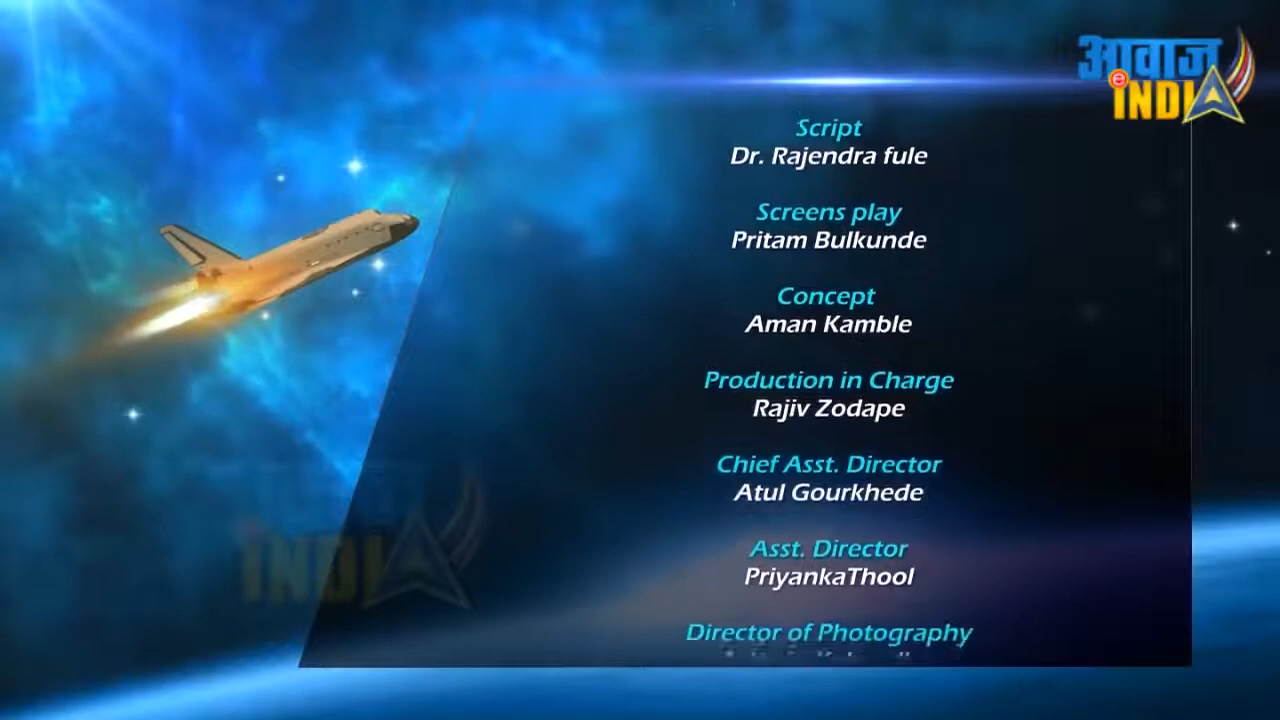 आवाज
e INDIA
Script
Dr. Rajendra fule
Screens play
Pritam Bulkunde
Concept
Aman Kamble
Production in Charge
Rajiv Zodape
Chief Asst. Director
Atul Gourkhede
Asst. Director
PriyankaThool
Director of Photography
INDIA